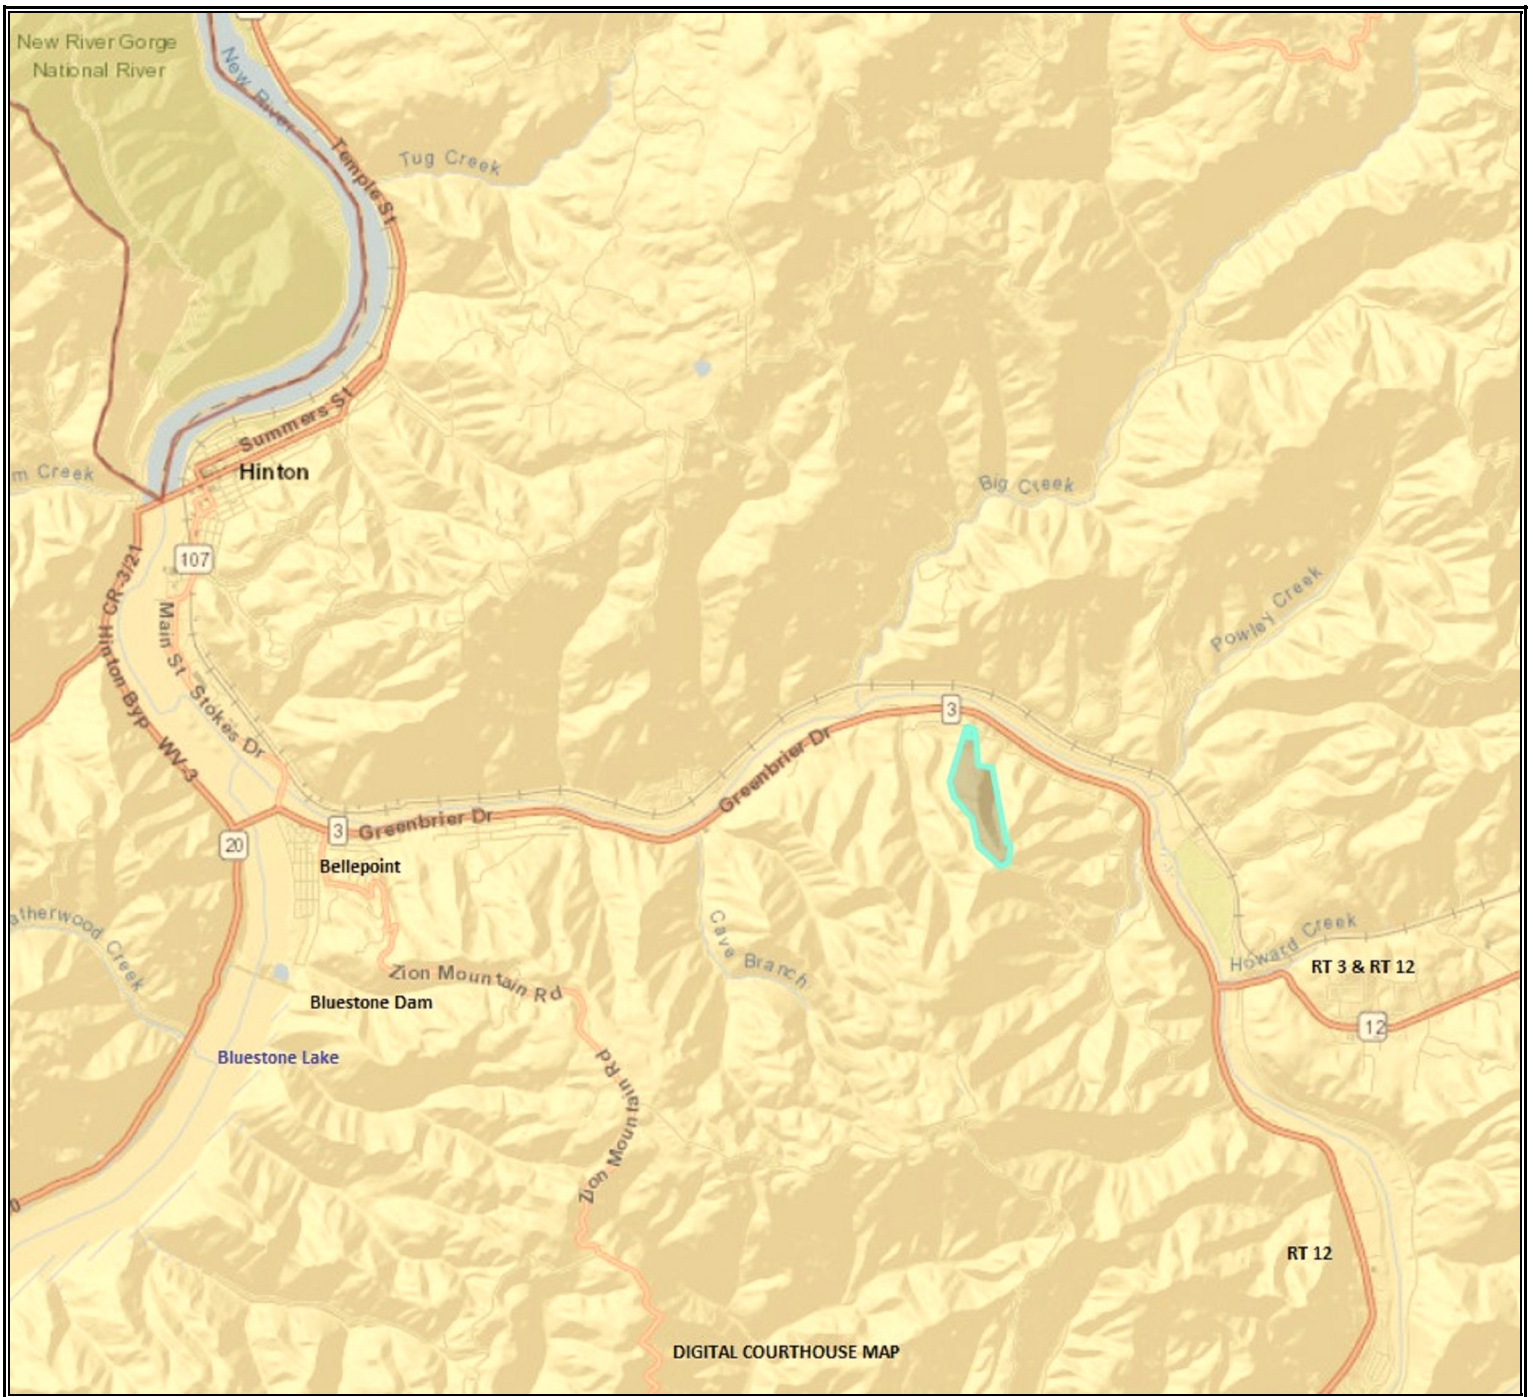 New River Gorge
National River
New River
Temple St
Tug Creek
Summers St
Hinton
m Creek
Big Creek
107
CR-3/21
Powley Creek
Main St
Hinton Byp
Stokes Dr
WV-3
3
Greenbrier Dr
3
Greenbrier Dr
20
Bellepoint
atherwood Creek
Cave Branch
Howard Creek
RT 3 & RT 12
Zion Mountain Rd
Bluestone Dam
12
Bluestone Lake
Zion Mountain Rd
0
RT 12
DIGITAL COURTHOUSE MAP